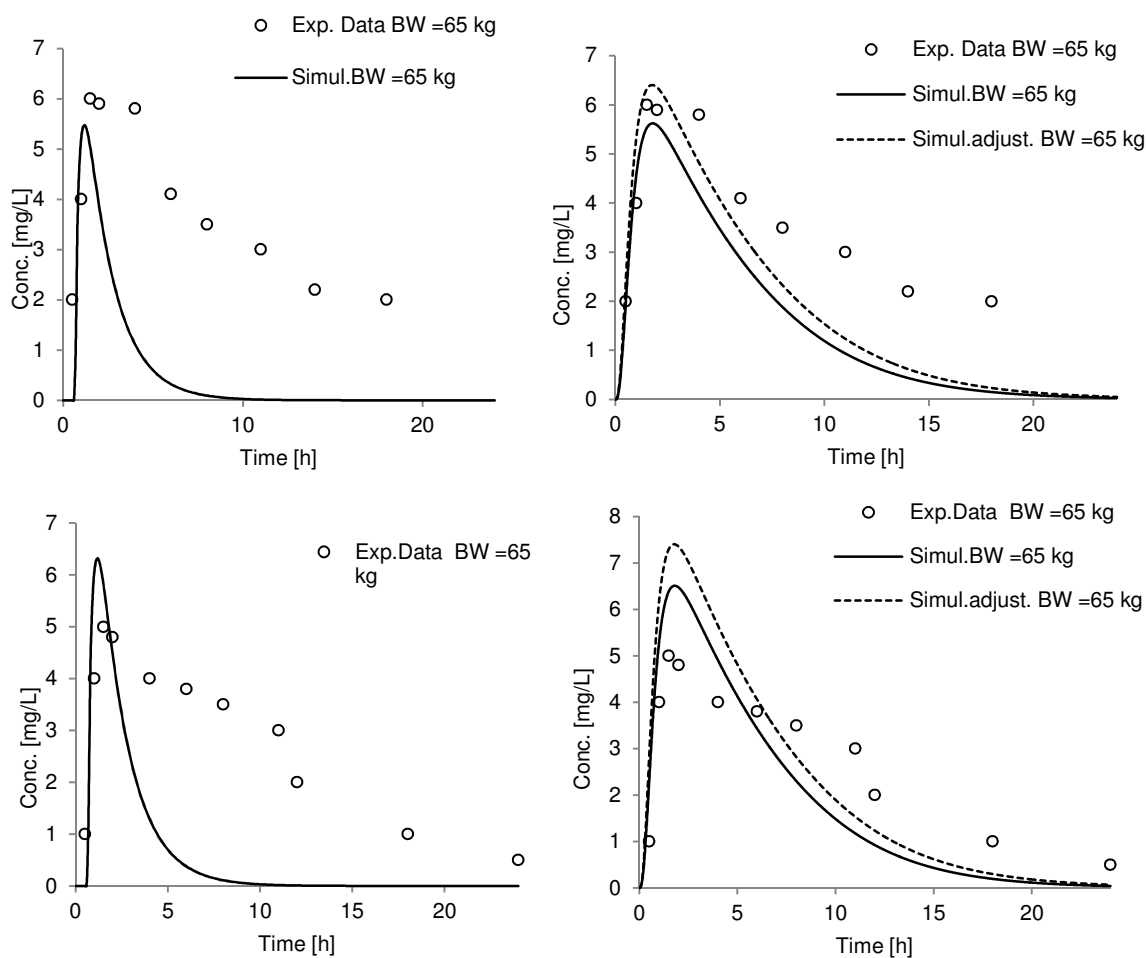 Exp. Data BW =65 kg
Simul.BW =65 kg
7
6
5
4
3
2
1
0
Conc. [mg/L]
0
10
20
Time [h]
Exp. Data BW =65 kg
Simul.BW =65 kg
Simul.adjust. BW =65 kg
7
6
5
4
3
2
1
0
Conc. [mg/L]
0
5
10
15
20
Time [h]
Exp.Data BW =65
kg
7
6
5
4
3
2
1
0
Conc. [mg/L]
0
5
10
15
20
Time [h]
Exp.Data BW =65 kg
Simul.BW =65 kg
Simul.adjust. BW =65 kg
8
7
6
5
4
3
2
1
0
Conc. [mg/L]
0
5
10
15
20
Time [h]